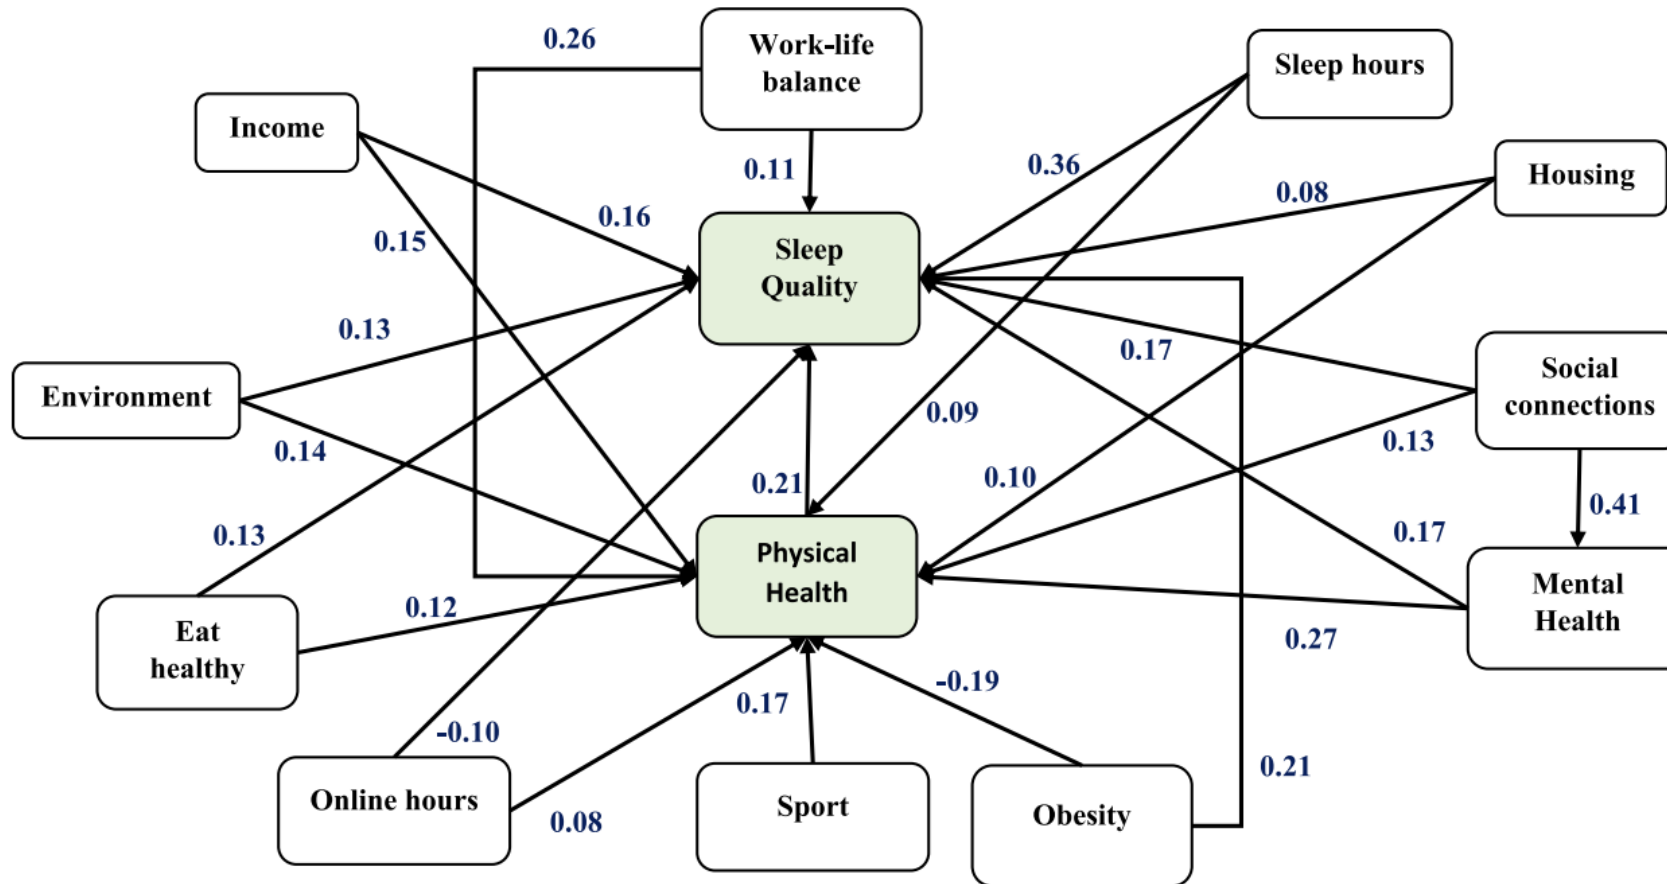 0.26
Work-life
balance
Sleep hours
Income
Housing
0.11
0.36
0.08
0.16
0.15
Sleep
Quality
0.13
0.17
Social
connections
Environment
0.09
0.13
0.14
0.21
0.10
0.41
0.13
0.17
Physical
Health
Mental
Health
0.12
Eat
healthy
0.27
-0.19
0.17
-0.10
0.21
Online hours
Sport
Obesity
0.08